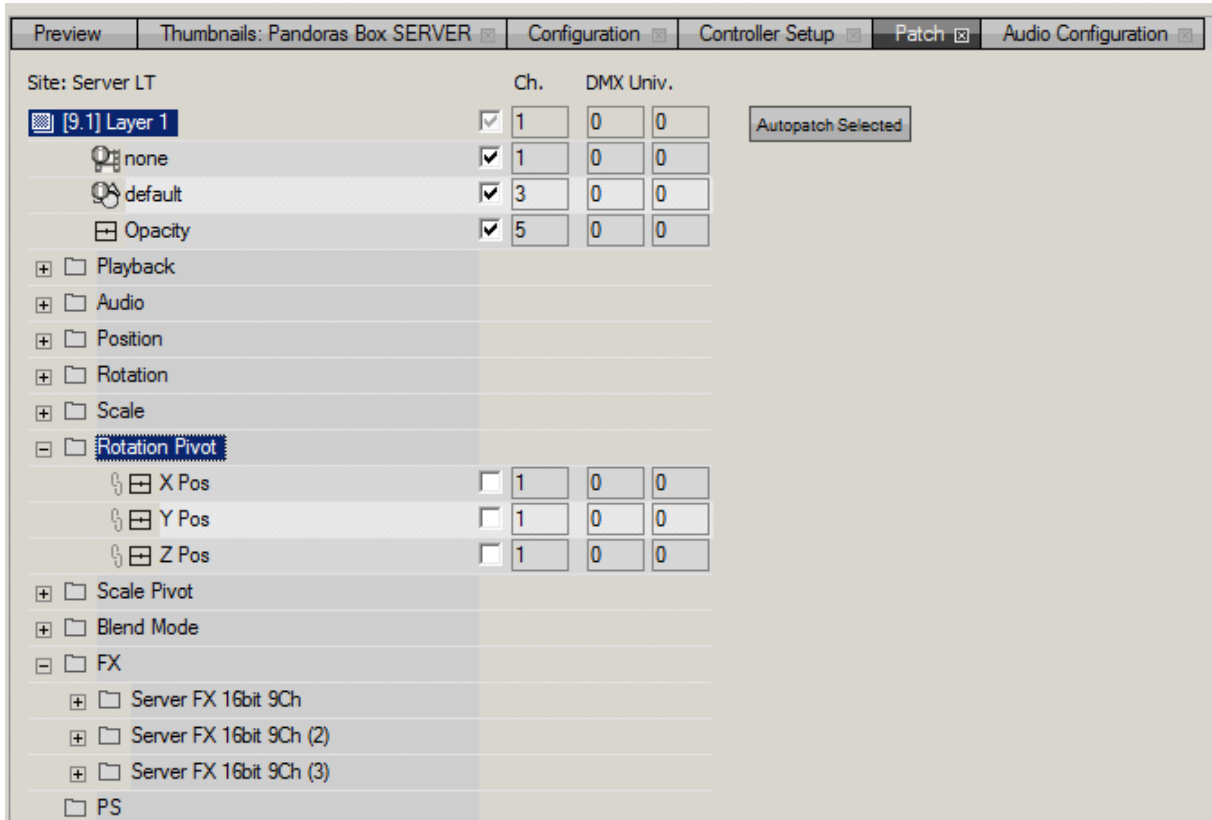 Preview Thumbnails: Pandoras Box SERVER Configuration Controller Setup Patch Audio Configuration
Site: Server LT Ch. DMX Univ.
[9.1] Layer 1 1 0 0 Autopatch Selected
none 1 0 0
default 3 0 0
Opacity 5 0 0
Playback
Audio
Position
Rotation
Scale
Rotation Pivot
X Pos 1 0 0
Y Pos 1 0 0
Z Pos 1 0 0
Scale Pivot
Blend Mode
FX
Server FX 16bit 9Ch
Server FX 16bit 9Ch (2)
Server FX 16bit 9Ch (3)
PS